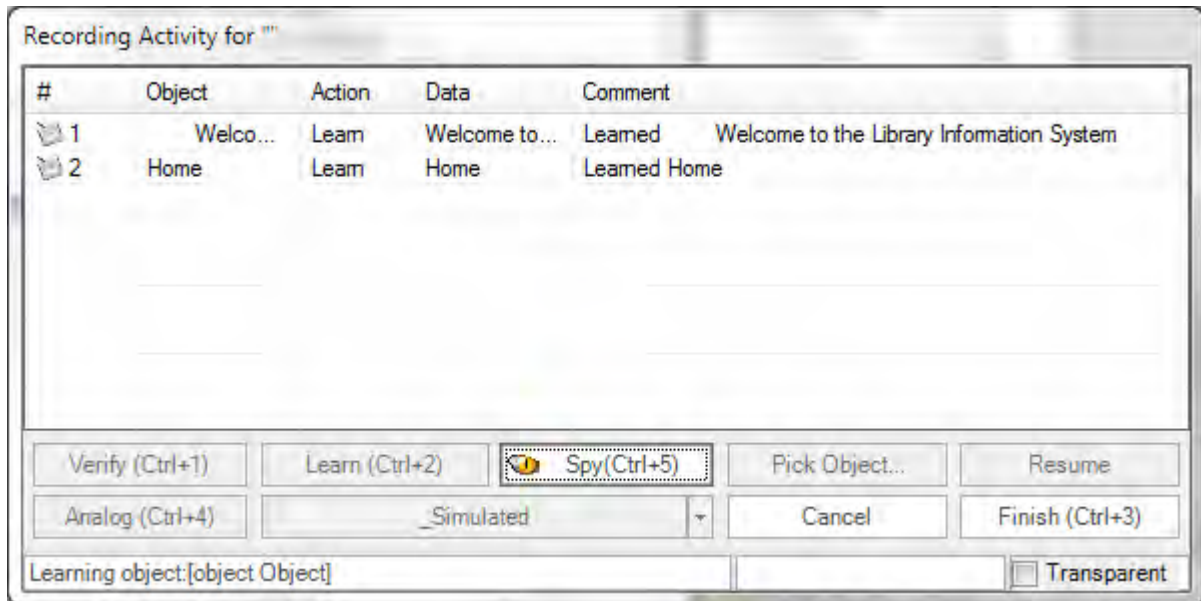 Recording Activity for ""
# Object Action Data Comment
1 Welco... Learn Welcome to... Learned Welcome to the Library Information System
2 Home Learn Home Learned Home
Verify (Ctrl+1) Learn (Ctrl+2) Spy(Ctrl+5) Pick Object... Resume
Analog (Ctrl+4) _Simulated Cancel Finish (Ctrl+3)
Learning object:[object Object] Transparent